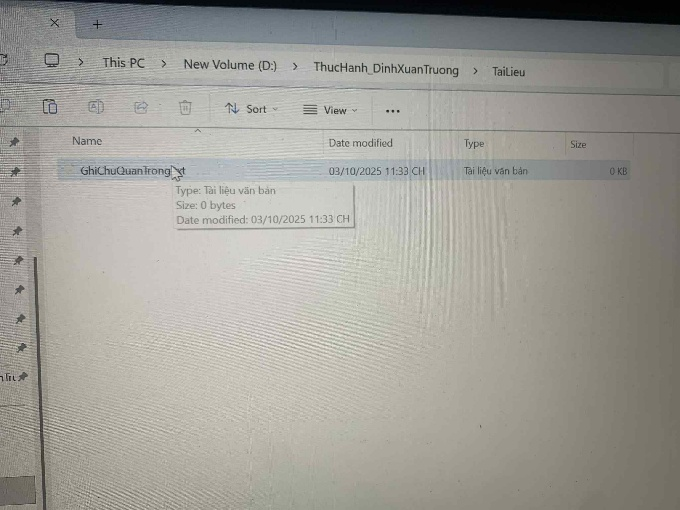 This PC > New Volume (D:) > ThucHanh_DinhXuanTruong > TaiLieu
Sort View
Name Date modified Type Size
GhiChuQuanTrong 03/10/2025 11:33 CH Tài liệu văn bản 0 KB
Type: Tài liệu văn bản
Size: 0 bytes
Date modified: 03/10/2025 11:33 CH